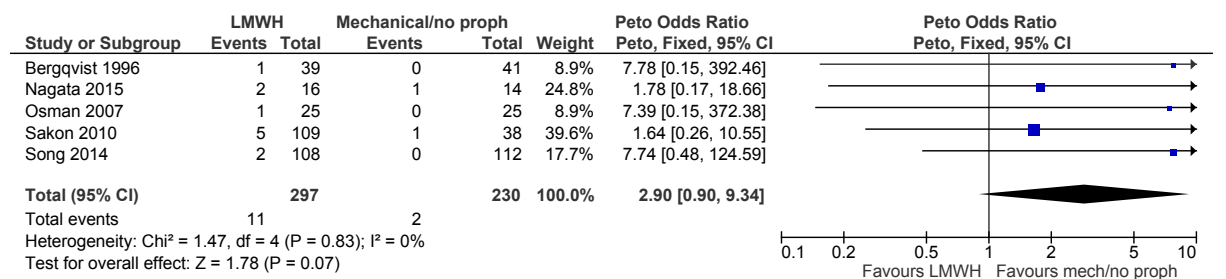 LMWH Mechanical/no proph Peto Odds Ratio Peto Odds Ratio
Study or Subgroup Events Total Events Total Weight Peto, Fixed, 95% CI Peto, Fixed, 95% CI
Bergqvist 1996 1 39 0 41 8.9% 7.78 [0.15, 392.46]
Nagata 2015 2 16 1 14 24.8% 1.78 [0.17, 18.66]
Osman 2007 1 25 0 25 8.9% 7.39 [0.15, 372.38]
Sakon 2010 5 109 1 38 39.6% 1.64 [0.26, 10.55]
Song 2014 2 108 0 112 17.7% 7.74 [0.48, 124.59]
Total (95% CI) 297 230 100.0% 2.90 [0.90, 9.34]
Total events 11 2
Heterogeneity: Chi² = 1.47, df = 4 (P = 0.83); I² = 0%
Test for overall effect: Z = 1.78 (P = 0.07)
0.1 0.2 0.5 1 2 5 10
Favours LMWH Favours mech/no proph